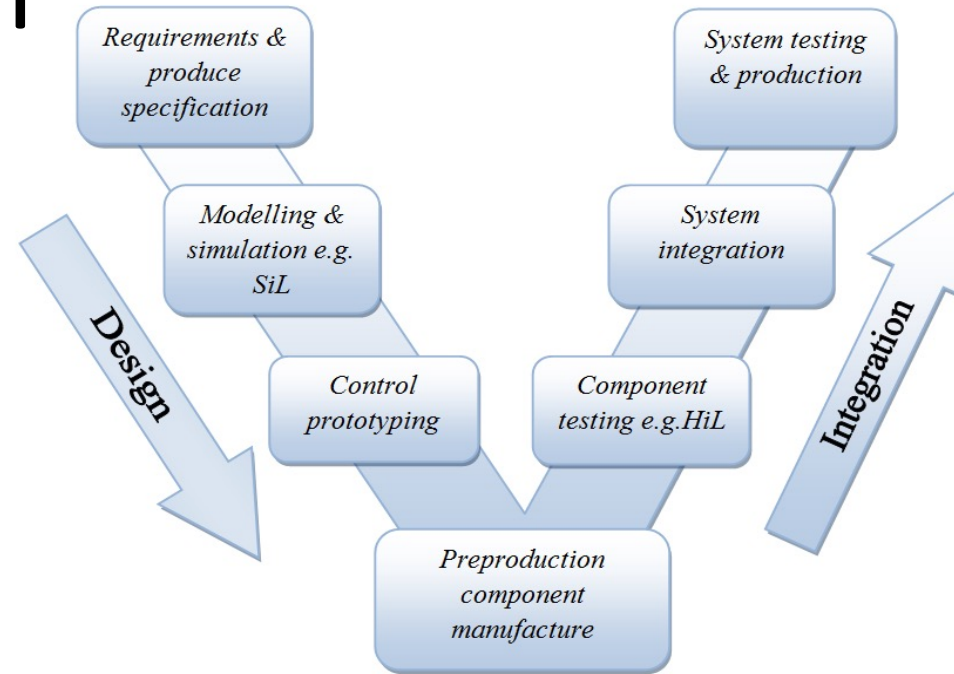 Requirements &
produce
specification
System testing
& production
Modelling &
simulation e.g.
SiL
System
integration
Design
Control
prototyping
Component
testing e.g.HiL
Integration
Preproduction
component
manufacture